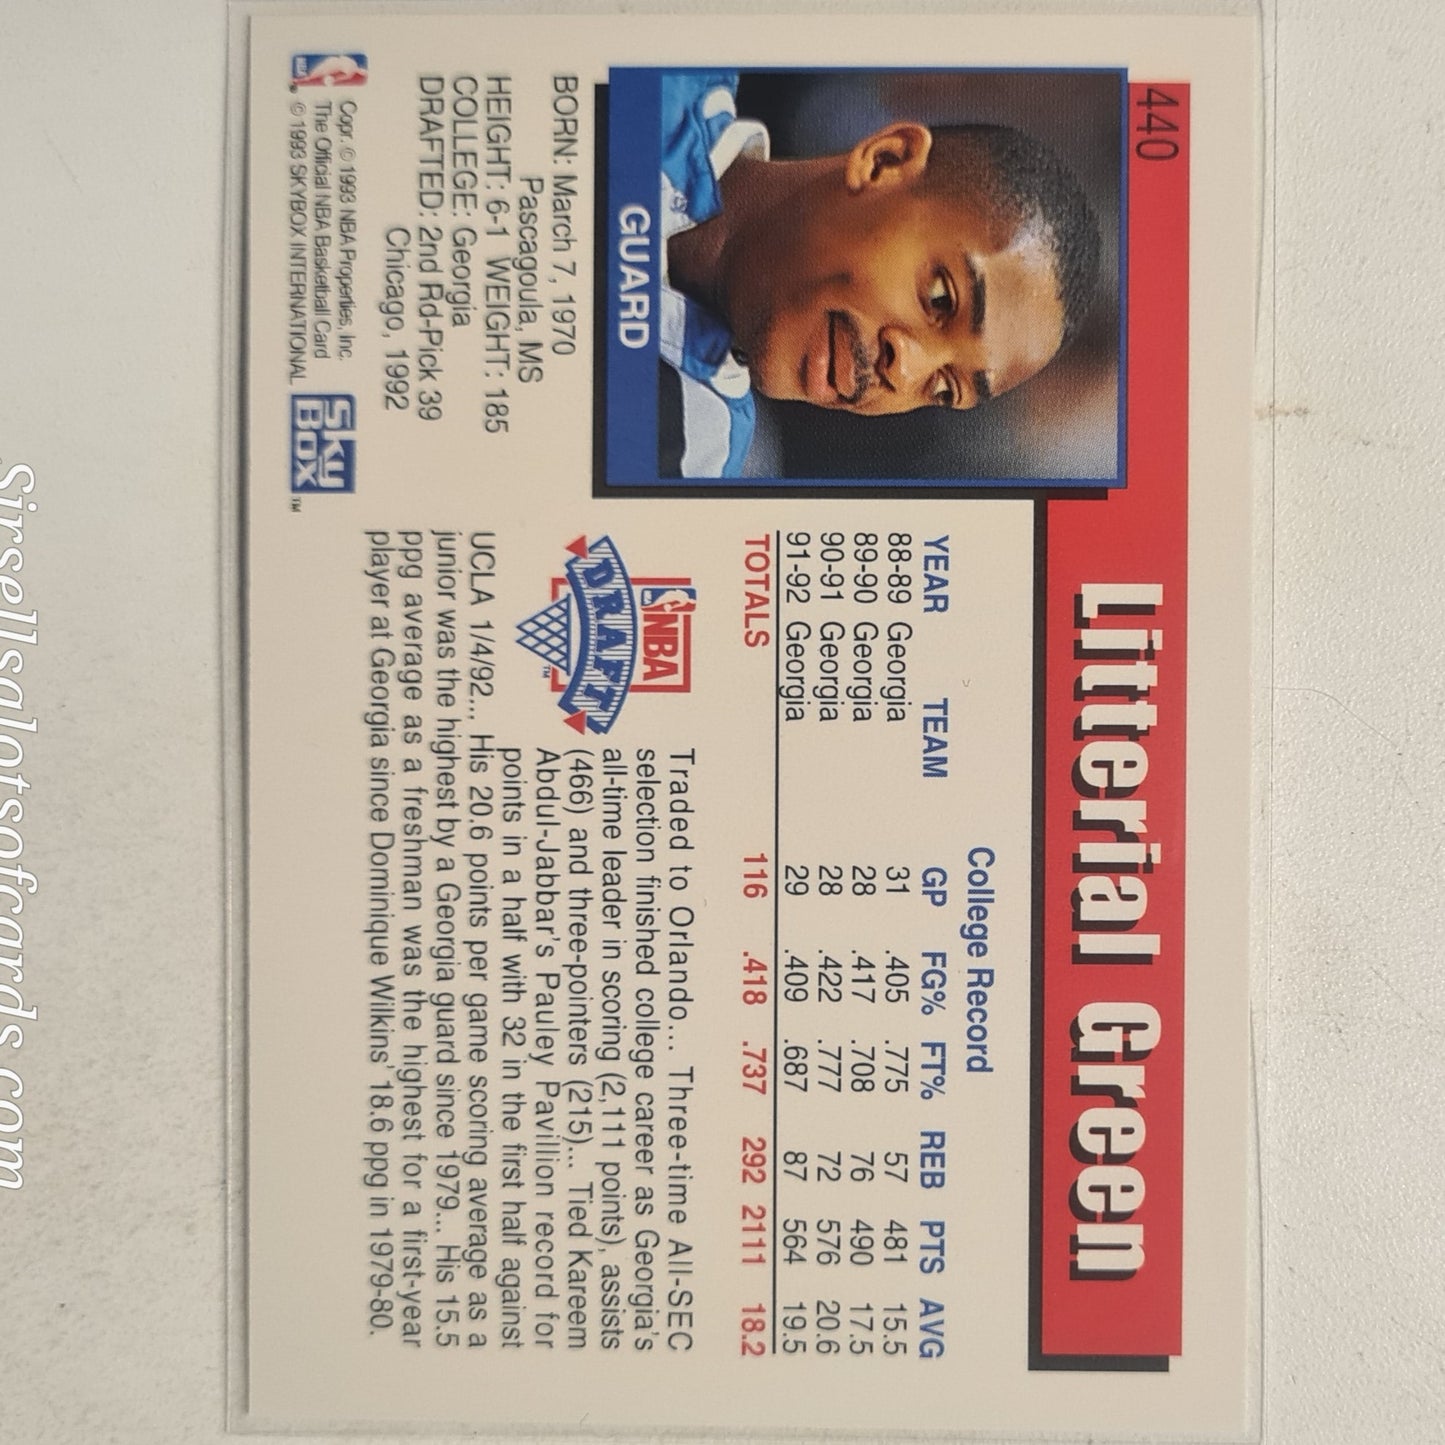 440
Litterial Green
GUARD
BORN: March 7, 1970
Pascagoula, MS
HEIGHT: 6-1 WEIGHT: 185
COLLEGE: Georgia
DRAFTED: 2nd Rd-Pick 39
Chicago, 1992
Copr. © 1993 NBA Properties, Inc.
The Official NBA Basketball Card
© 1993 SKYBOX INTERNATIONAL
NBA
Sky
Box
TM
College Record
YEAR TEAM GP FG% FT% REB PTS AVG
88-89 Georgia 31 .405 .775 57 481 15.5
89-90 Georgia 28 .417 .708 76 490 17.5
90-91 Georgia 28 .422 .777 72 576 20.6
91-92 Georgia 29 .409 .687 87 564 19.5
TOTALS 116 .418 .737 292 2111 18.2
NBA
DRAFT
TM
Traded to Orlando... Three-time All-SEC
selection finished college career as Georgia's
all-time leader in scoring (2,111 points), assists
(466) and three-pointers (215)... Tied Kareem
Abdul-Jabbar's Pauley Pavillion record for
points in a half with 32 in the first half against
UCLA 1/4/92... His 20.6 points per game scoring average as a
junior was the highest by a Georgia guard since 1979... His 15.5
ppg average as a freshman was the highest for a first-year
player at Georgia since Dominique Wilkins' 18.6 ppg in 1979-80.
Sirsellsalotsofcards.com